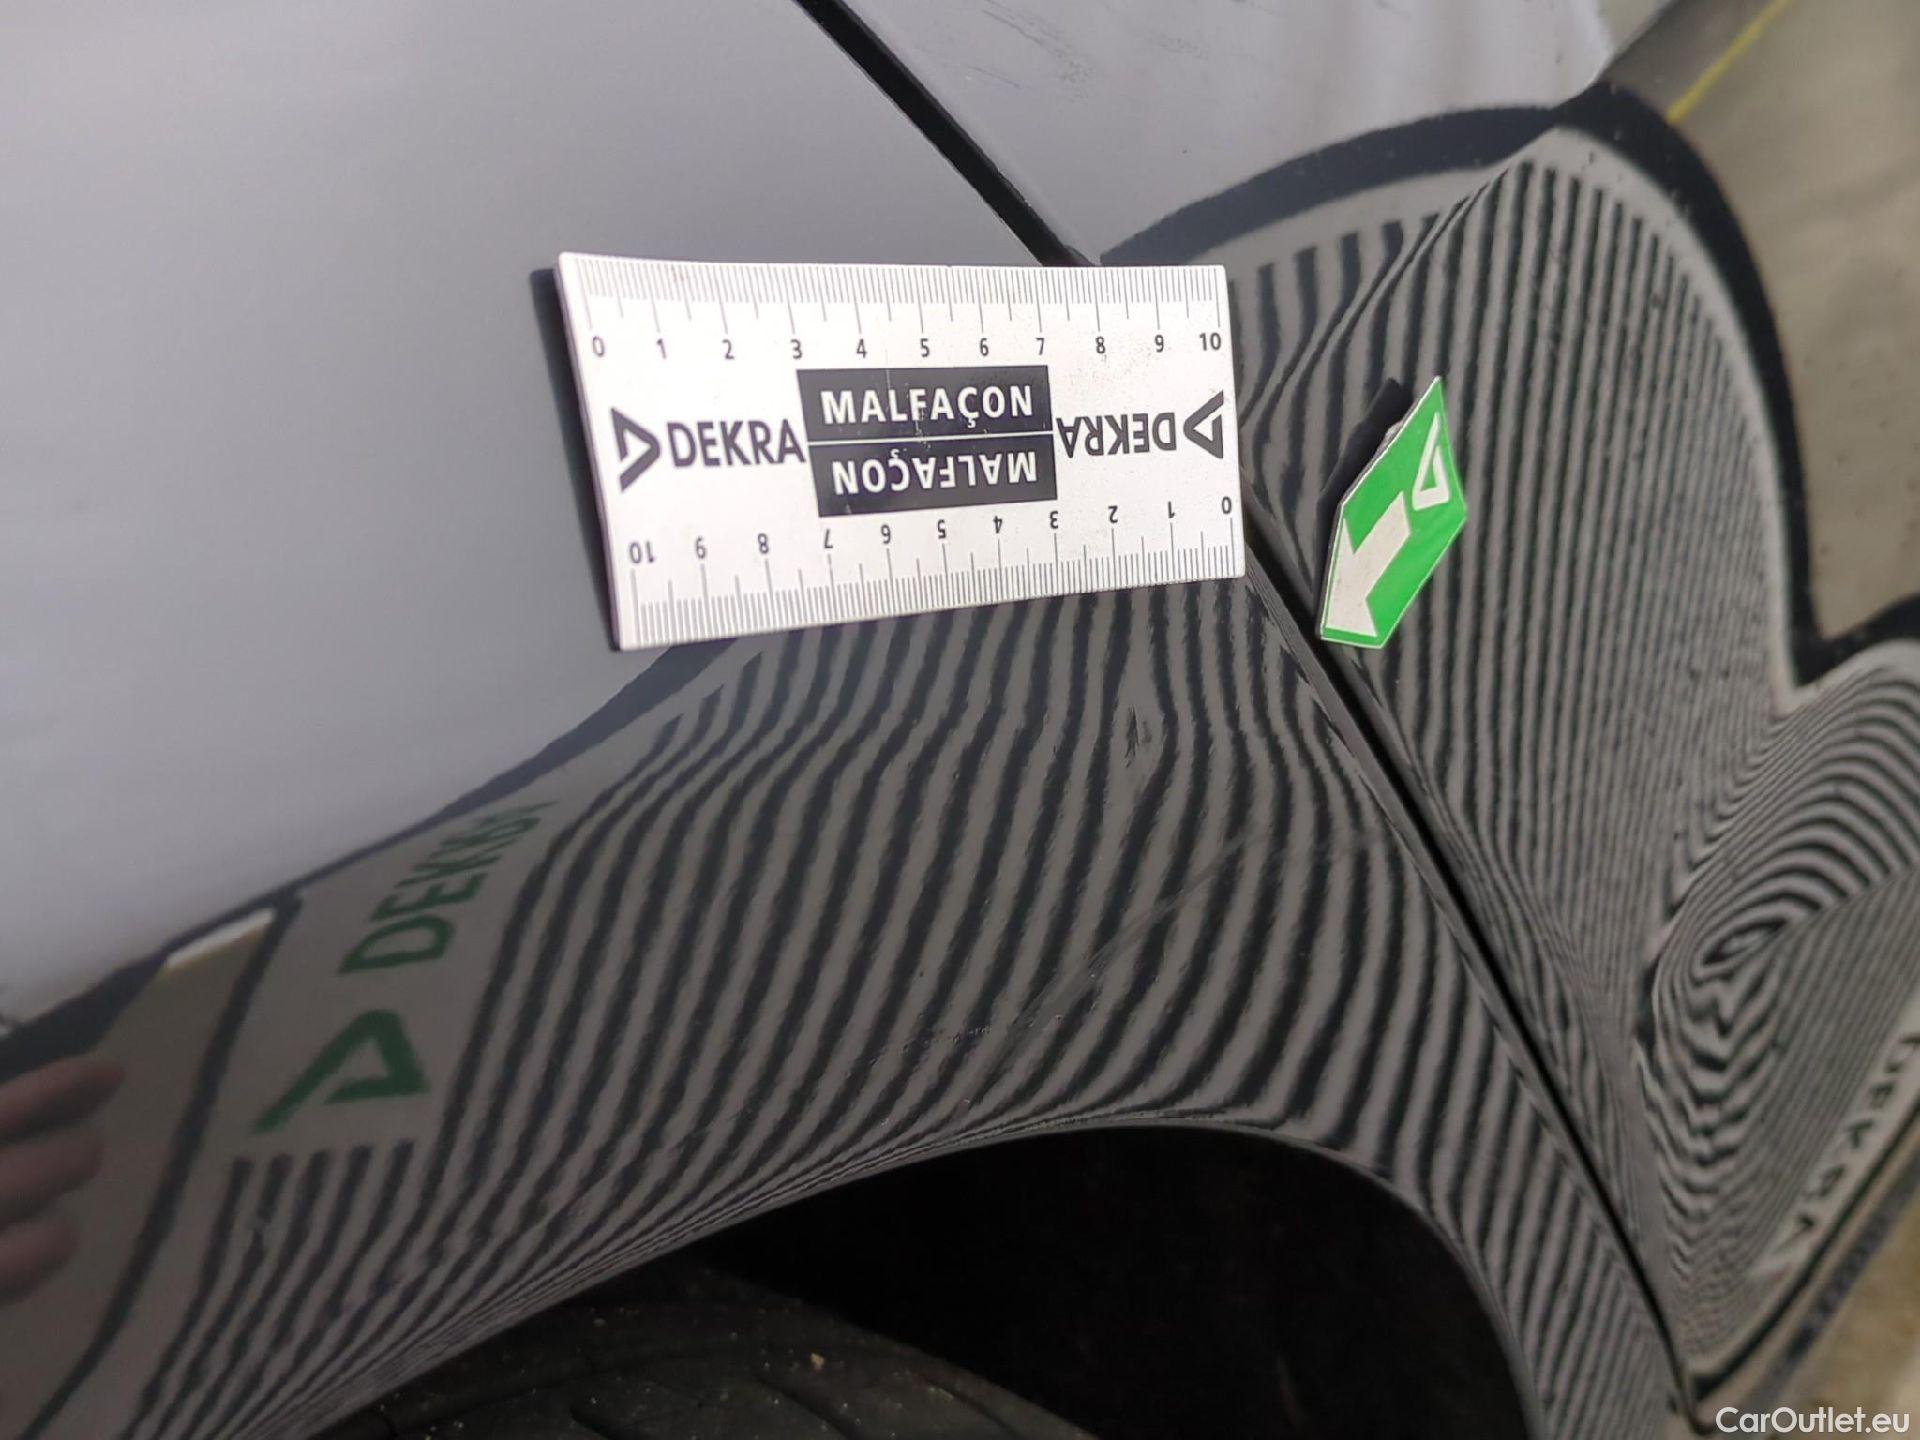 0 1 2 3 4 5 6 7 8 9 10
DEKRA MALFAÇON DEKRA
MALFAÇON
10 9 8 7 6 5 4 3 2 1 0
DEKRA
DEKRA
CarOutlet.eu